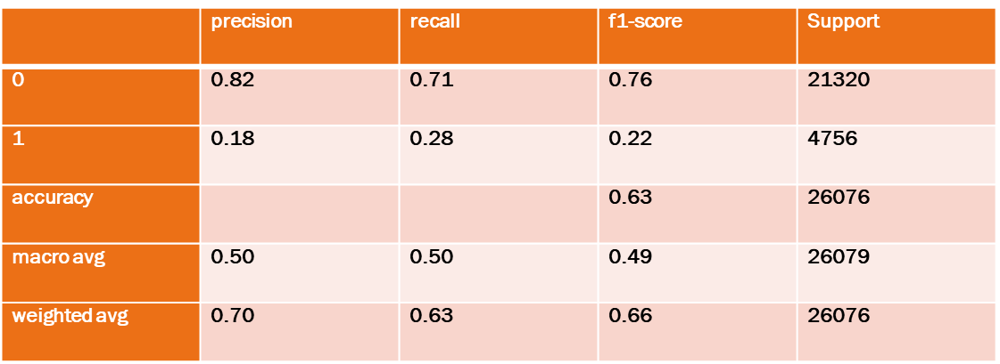 precision recall f1-score Support
0 0.82 0.71 0.76 21320
1 0.18 0.28 0.22 4756
accuracy 0.63 26076
macro avg 0.50 0.50 0.49 26079
weighted avg 0.70 0.63 0.66 26076